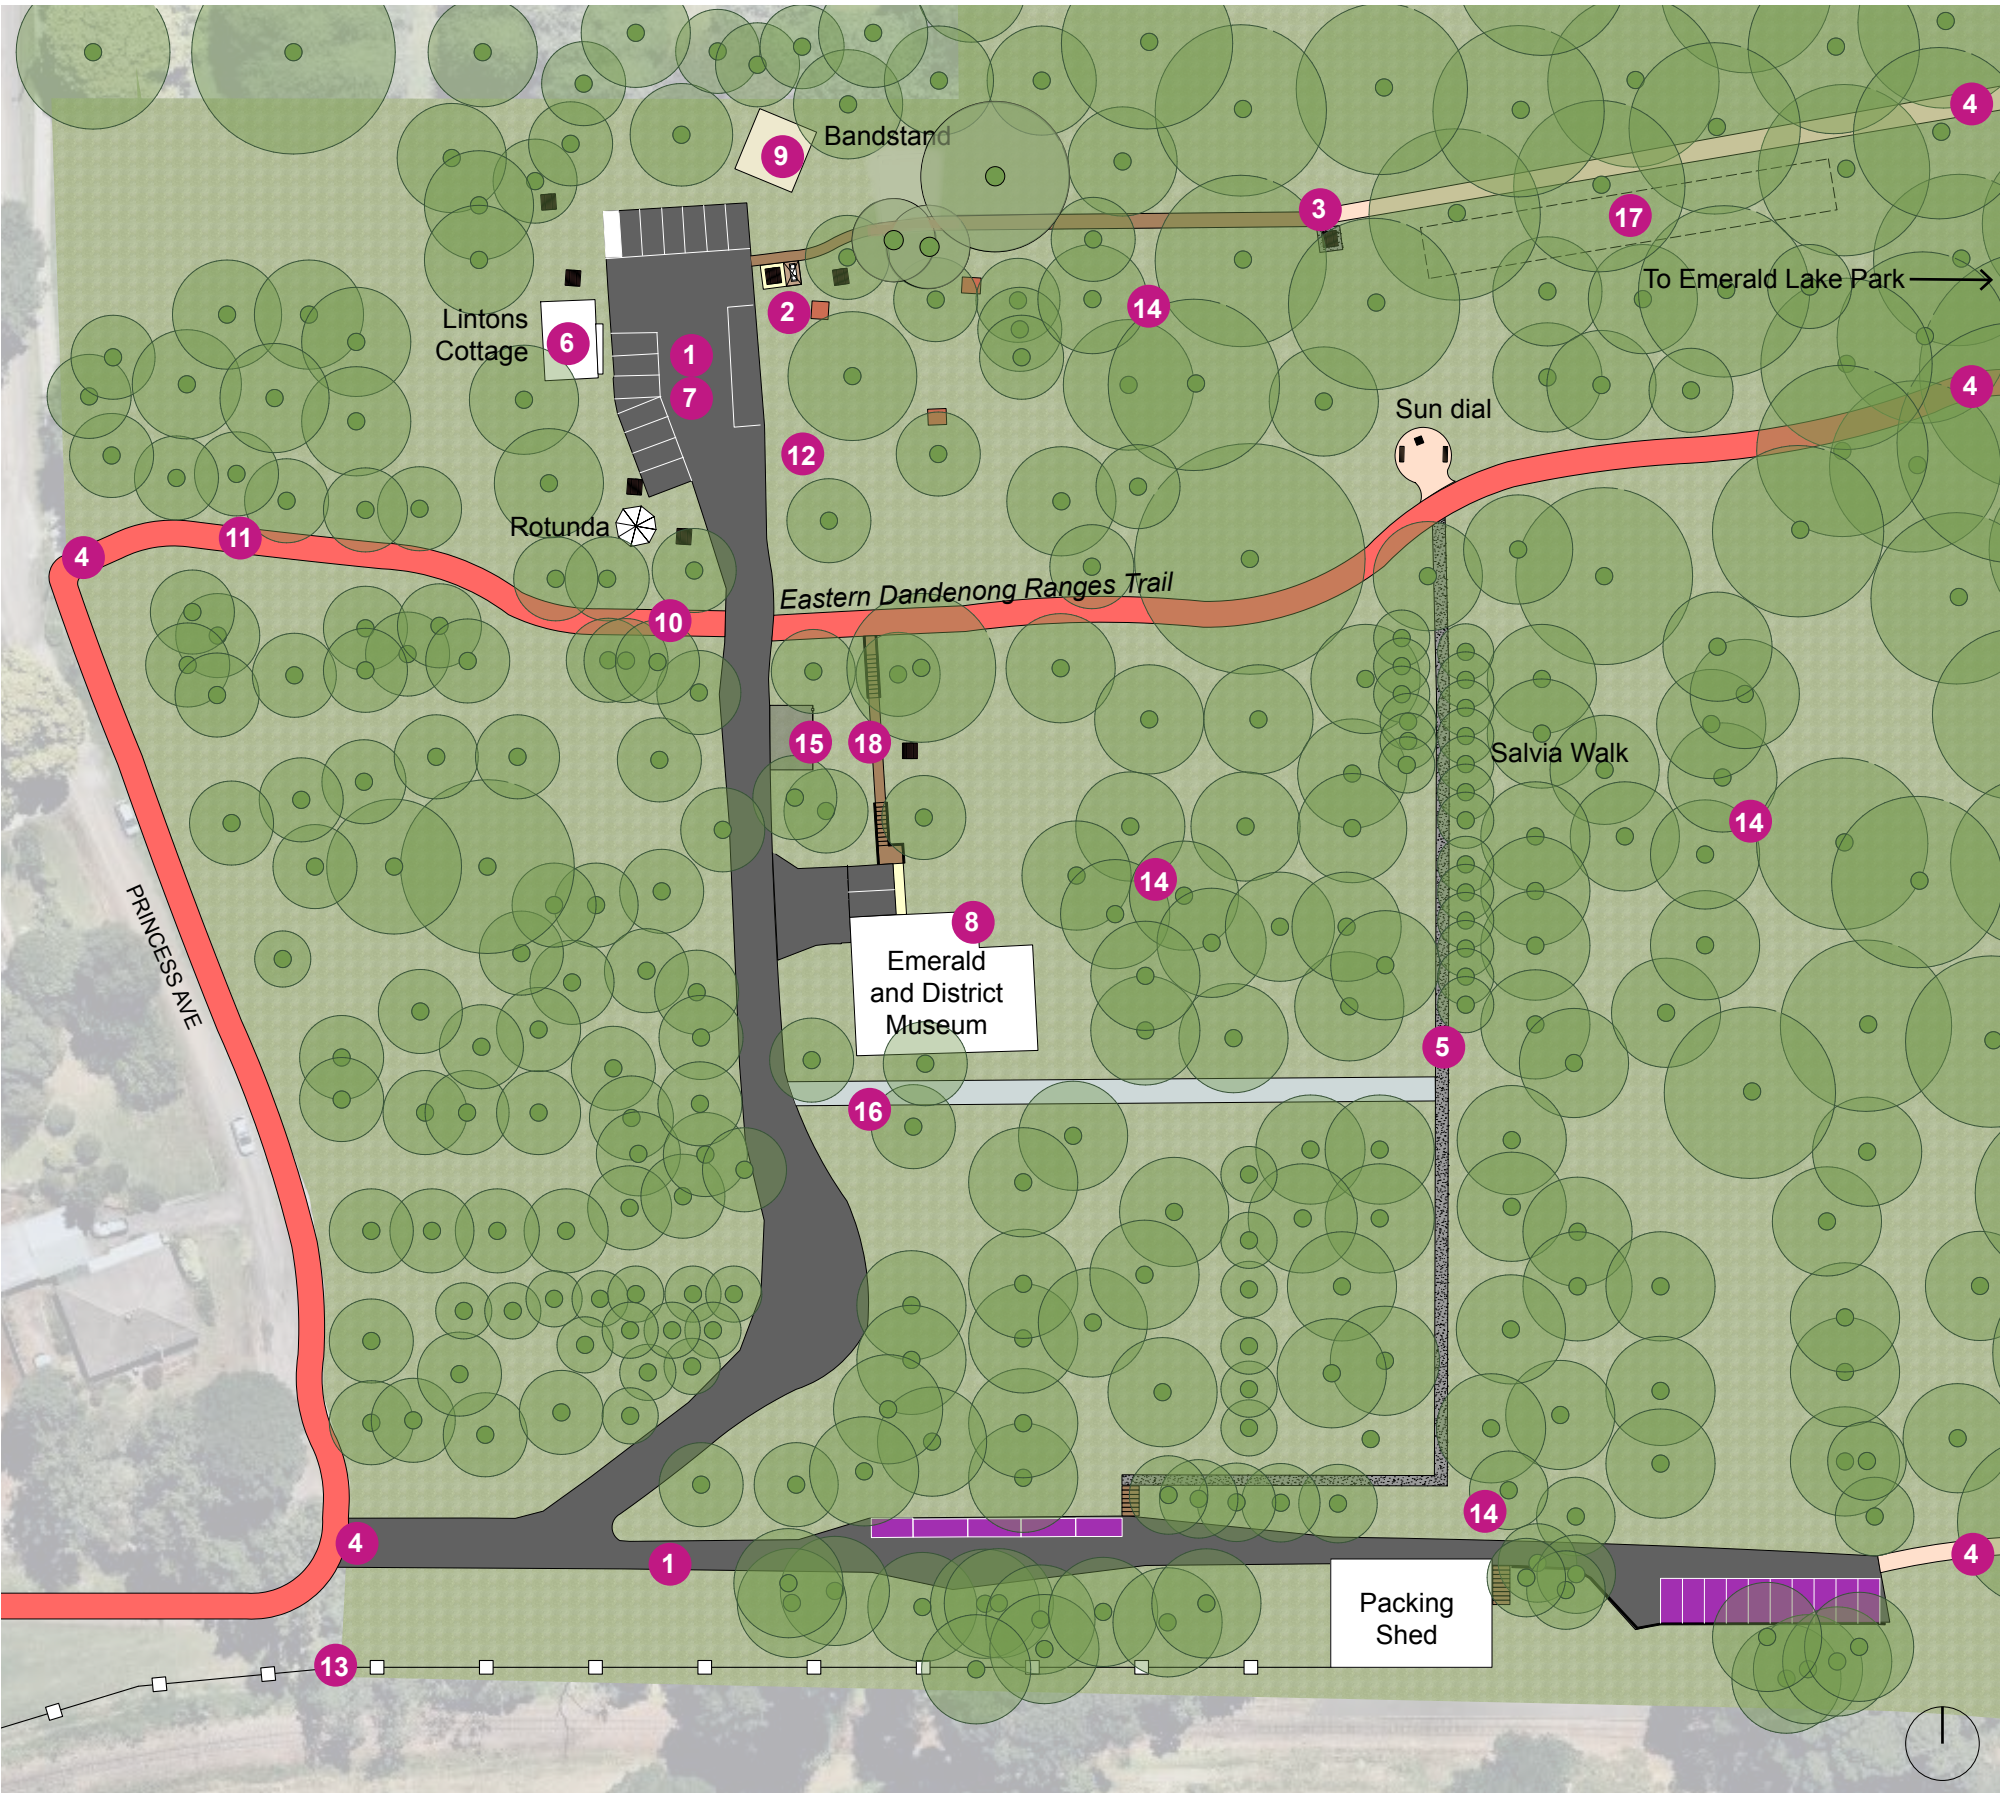 4
9
Bandstand
3
17
To Emerald Lake Park
2
14
Lintons
Cottage
6
1
7
4
Sun dial
12
Rotunda
11
4
Eastern Dandenong Ranges Trail
10
15
18
Salvia Walk
14
14
PRINCESS AVE
8
Emerald
and District
Museum
5
16
14
4
1
4
Packing
Shed
13